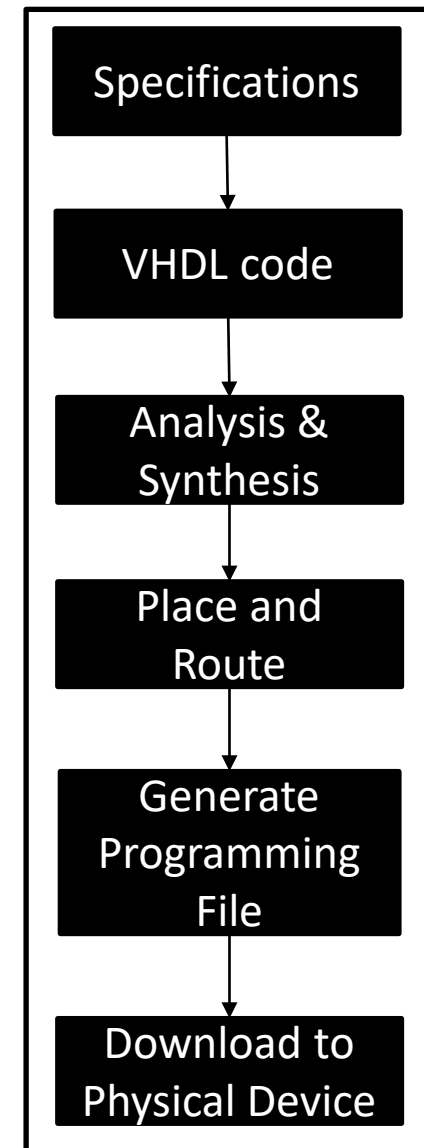 Specifications
VHDL code
Analysis &
Synthesis
Place and
Route
Generate
Programming
File
Download to
Physical Device